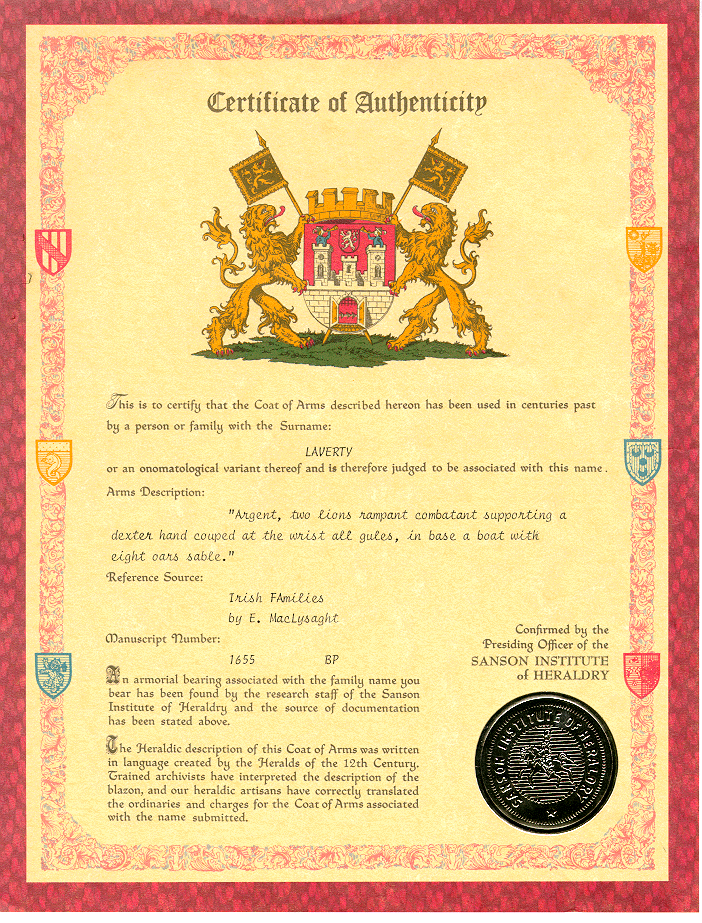 Certificate of Authenticity
This is to certify that the Coat of Arms described hereon has been used in centuries past
by a person or family with the Surname:
LAVERTY
or an onomatological variant thereof and is therefore judged to be associated with this name.
Arms Description:
"Argent, two lions rampant combatant supporting a
dexter hand couped at the wrist all gules, in base a boat with
eight oars sable."
Reference Source:
Irish FAmilies
by E. MacLysaght
Manuscript Number:
1655 BP
An armorial bearing associated with the family name you
bear has been found by the research staff of the Sanson
Institute of Heraldry and the source of documentation
has been stated above.
The Heraldic description of this Coat of Arms was written
in language created by the Heralds of the 12th Century.
Trained archivists have interpreted the description of the
blazon, and our heraldic artisans have correctly translated
the ordinaries and charges for the Coat of Arms associated
with the name submitted.
Confirmed by the
Presiding Officer of the
SANSON INSTITUTE
of HERALDRY
SANSON INSTITUTE OF HERALDRY